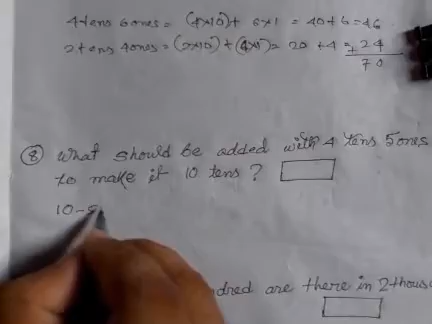 4 tens 6 ones = (4×10) + 6×1 = 40+6 = 46
2 tens 4 ones = (2×10) + (4×1) = 20 + 4 = + 24
70
⑧ What should be added with 4 tens 5 ones
to make it 10 tens?
10-5
dred are there in 2 thous